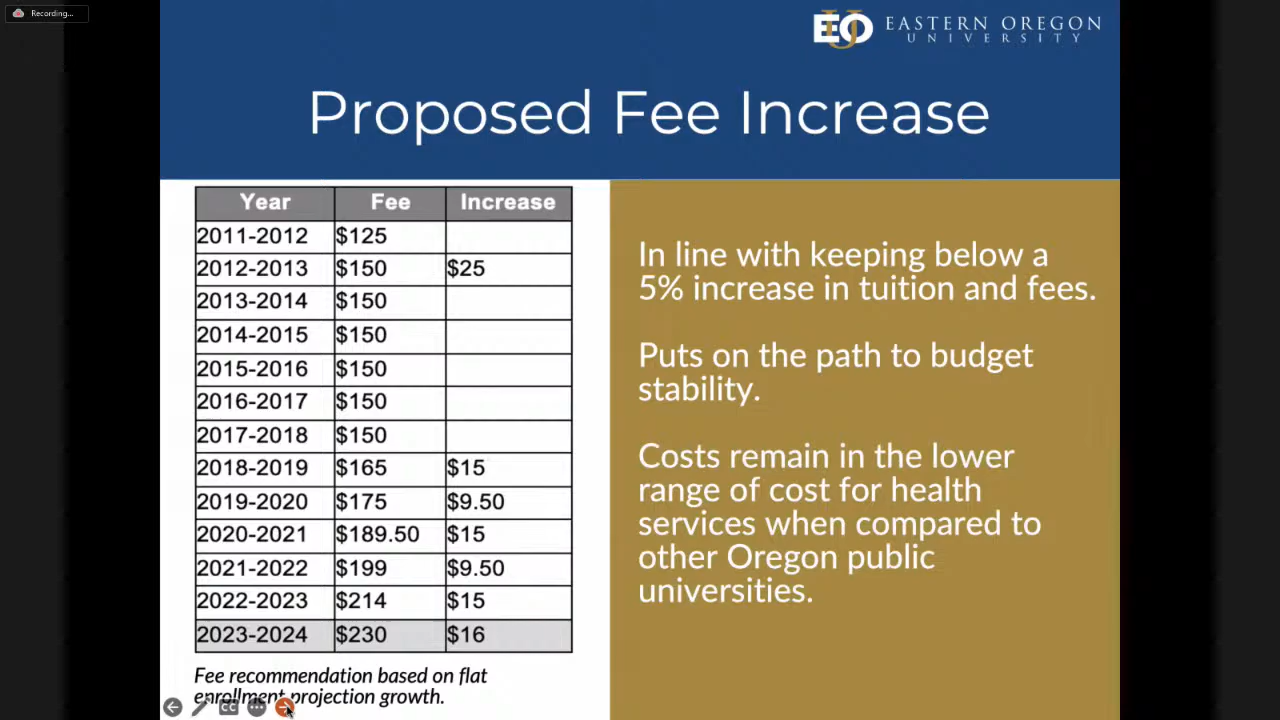 Recording...
EOU EASTERN OREGON
UNIVERSITY
Proposed Fee Increase
Year Fee Increase
2011-2012 $125
2012-2013 $150 $25
2013-2014 $150
2014-2015 $150
2015-2016 $150
2016-2017 $150
2017-2018 $150
2018-2019 $165 $15
2019-2020 $175 $9.50
2020-2021 $189.50 $15
2021-2022 $199 $9.50
2022-2023 $214 $15
2023-2024 $230 $16
Fee recommendation based on flat
enrollment projection growth.
In line with keeping below a
5% increase in tuition and fees.
Puts on the path to budget
stability.
Costs remain in the lower
range of cost for health
services when compared to
other Oregon public
universities.
CC